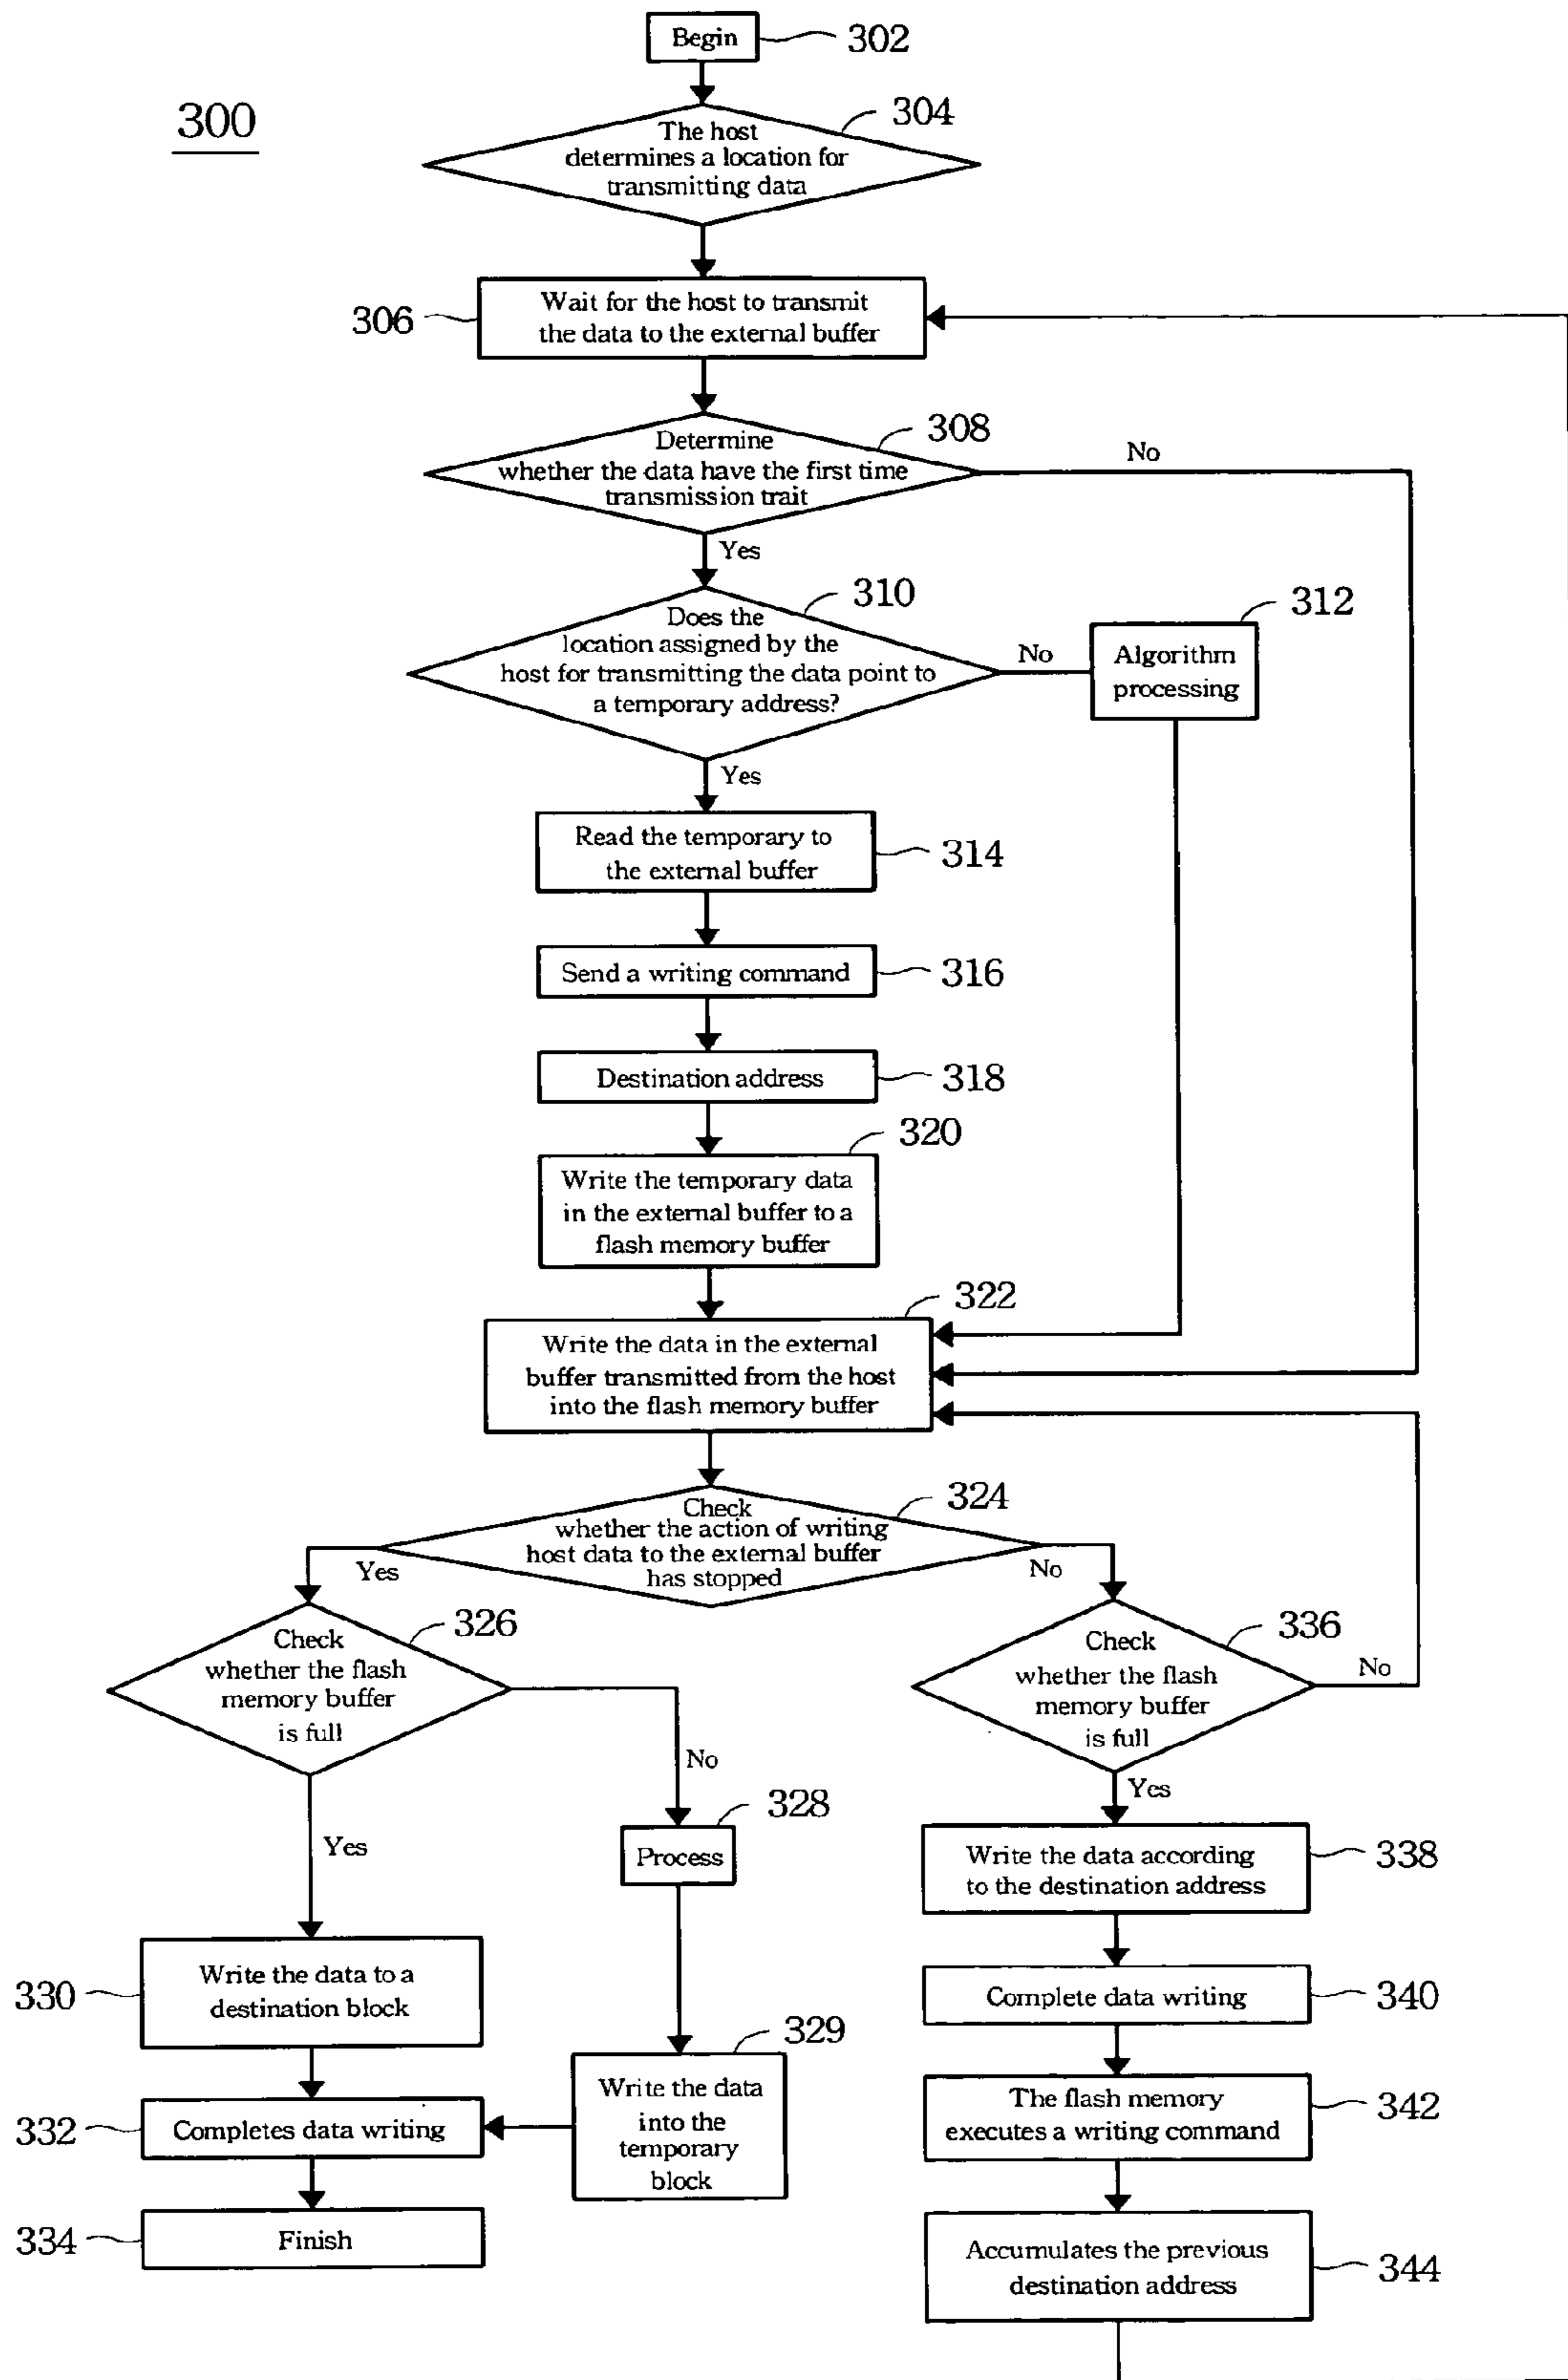 Begin
302
300
304
The host
determines a location for
transmitting data
306
Wait for the host to transmit
the data to the external buffer
308
Determine
whether the data have the first time
transmission trait
No
Yes
310
Does the
location assigned by the
host for transmitting the data point to
a temporary address?
No
312
Algorithm
processing
Yes
Read the temporary to
the external buffer
314
Send a writing command
316
Destination address
318
320
Write the temporary data
in the external buffer to a
flash memory buffer
322
Write the data in the external
buffer transmitted from the host
into the flash memory buffer
324
Check
whether the action of writing
host data to the external buffer
has stopped
Yes
No
326
Check
whether the flash
memory buffer
is full
336
Check
whether the flash
memory buffer
is full
No
No
Yes
Yes
328
Process
Write the data according
to the destination address
338
330
Write the data to a
destination block
Complete data writing
340
329
Write the data
into the
temporary
block
332
Completes data writing
The flash memory
executes a writing command
342
334
Finish
Accumulates the previous
destination address
344